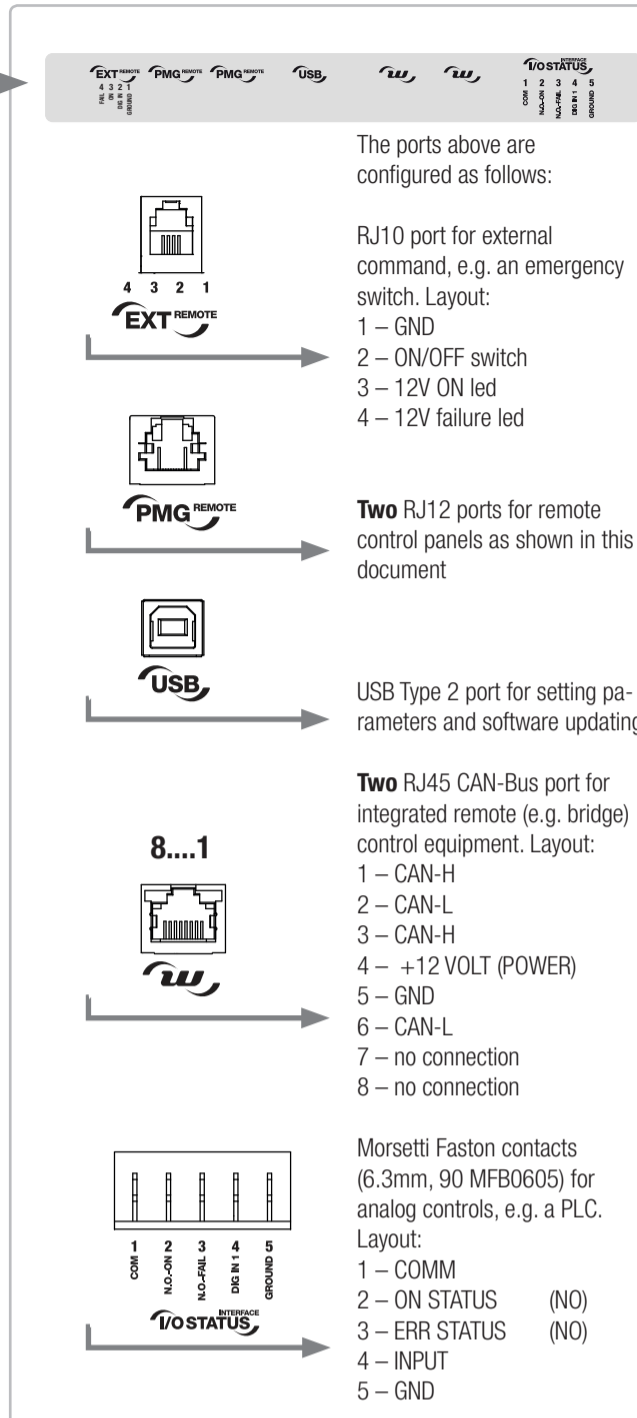 EXT REMOTE PMG REMOTE PMG REMOTE USB w w I/O STATUS INTERFACE
4 3 2 1
FAIL ON DIG IN GROUND
1 2 3 4 5
COM N.O.-ON N.O.-FAIL DIG IN 1 GROUND
The ports above are
configured as follows:
4 3 2 1
EXT REMOTE
RJ10 port for external
command, e.g. an emergency
switch. Layout:
1 – GND
2 – ON/OFF switch
3 – 12V ON led
4 – 12V failure led
PMG REMOTE
Two RJ12 ports for remote
control panels as shown in this
document
USB
USB Type 2 port for setting pa-
rameters and software updating
8....1
w
Two RJ45 CAN-Bus port for
integrated remote (e.g. bridge)
control equipment. Layout:
1 – CAN-H
2 – CAN-L
3 – CAN-H
4 – +12 VOLT (POWER)
5 – GND
6 – CAN-L
7 – no connection
8 – no connection
1 2 3 4 5
COM N.O.-ON N.O.-FAIL DIG IN 1 GROUND
I/O STATUS INTERFACE
Morsetti Faston contacts
(6.3mm, 90 MFB0605) for
analog controls, e.g. a PLC.
Layout:
1 – COMM
2 – ON STATUS (NO)
3 – ERR STATUS (NO)
4 – INPUT
5 – GND